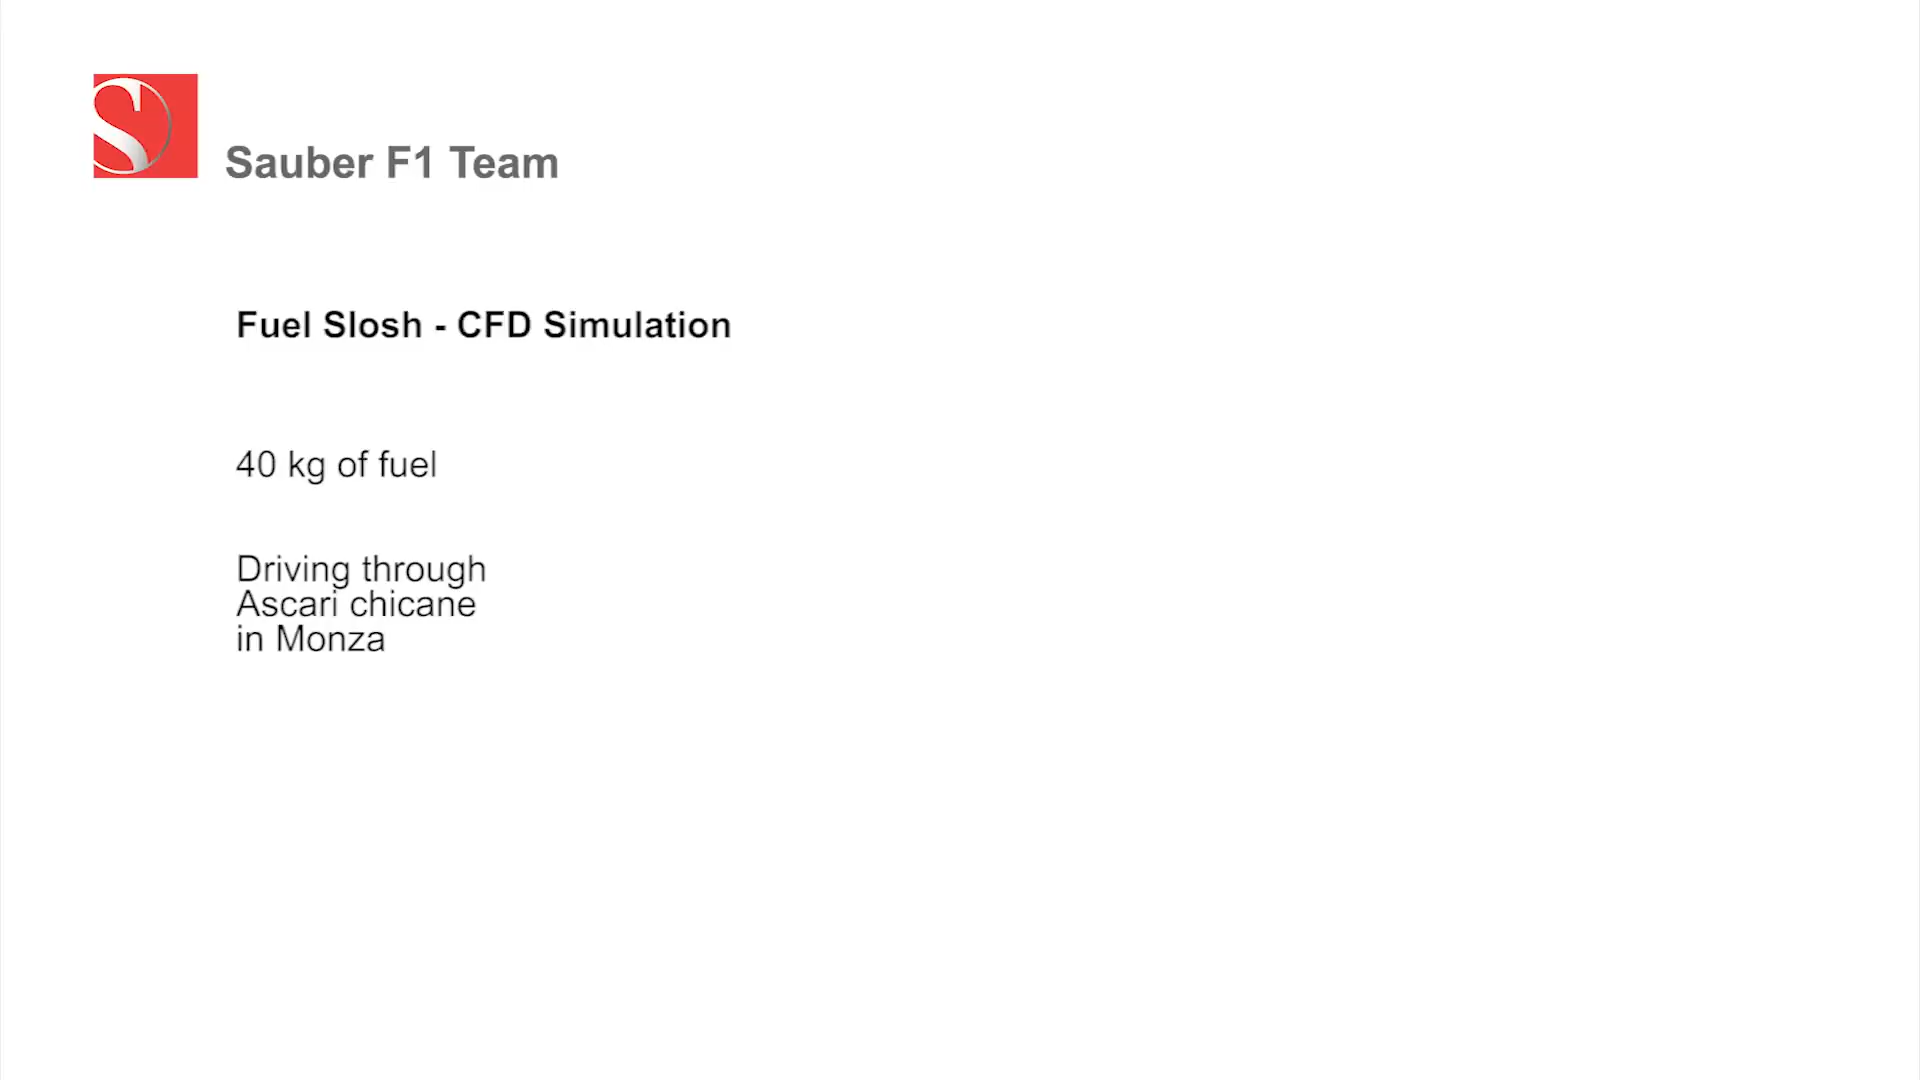 Sauber F1 Team
Fuel Slosh - CFD Simulation
40 kg of fuel
Driving through
Ascari chicane
in Monza